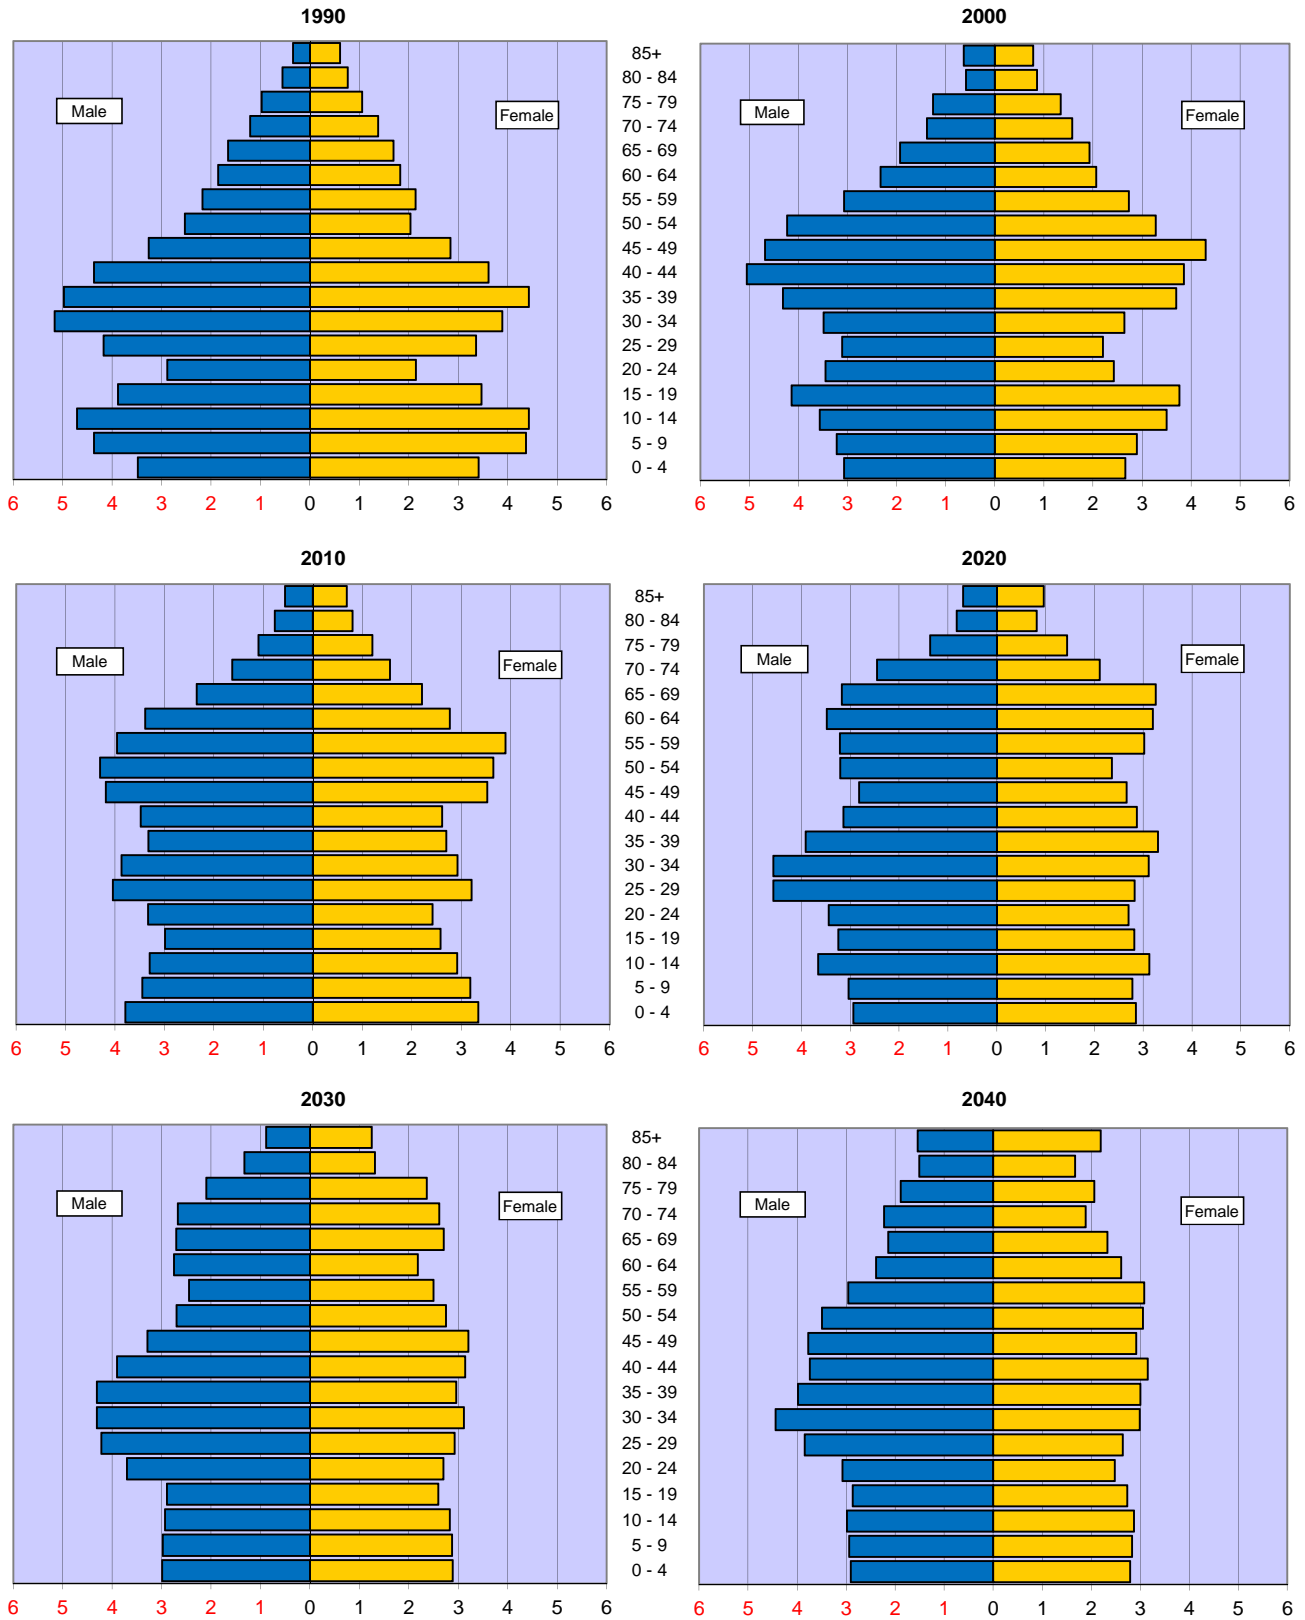 1990
2000
85+
80 - 84
75 - 79
Male
Female
Male
Female
70 - 74
65 - 69
60 - 64
55 - 59
50 - 54
45 - 49
40 - 44
35 - 39
30 - 34
25 - 29
20 - 24
15 - 19
10 - 14
5 - 9
0 - 4
6 5 4 3 2 1 0 1 2 3 4 5 6
6 5 4 3 2 1 0 1 2 3 4 5 6
2010
2020
85+
80 - 84
75 - 79
Male
Female
Male
Female
70 - 74
65 - 69
60 - 64
55 - 59
50 - 54
45 - 49
40 - 44
35 - 39
30 - 34
25 - 29
20 - 24
15 - 19
10 - 14
5 - 9
0 - 4
6 5 4 3 2 1 0 1 2 3 4 5 6
6 5 4 3 2 1 0 1 2 3 4 5 6
2030
2040
85+
80 - 84
75 - 79
Male
Female
Male
Female
70 - 74
65 - 69
60 - 64
55 - 59
50 - 54
45 - 49
40 - 44
35 - 39
30 - 34
25 - 29
20 - 24
15 - 19
10 - 14
5 - 9
0 - 4
6 5 4 3 2 1 0 1 2 3 4 5 6
6 5 4 3 2 1 0 1 2 3 4 5 6